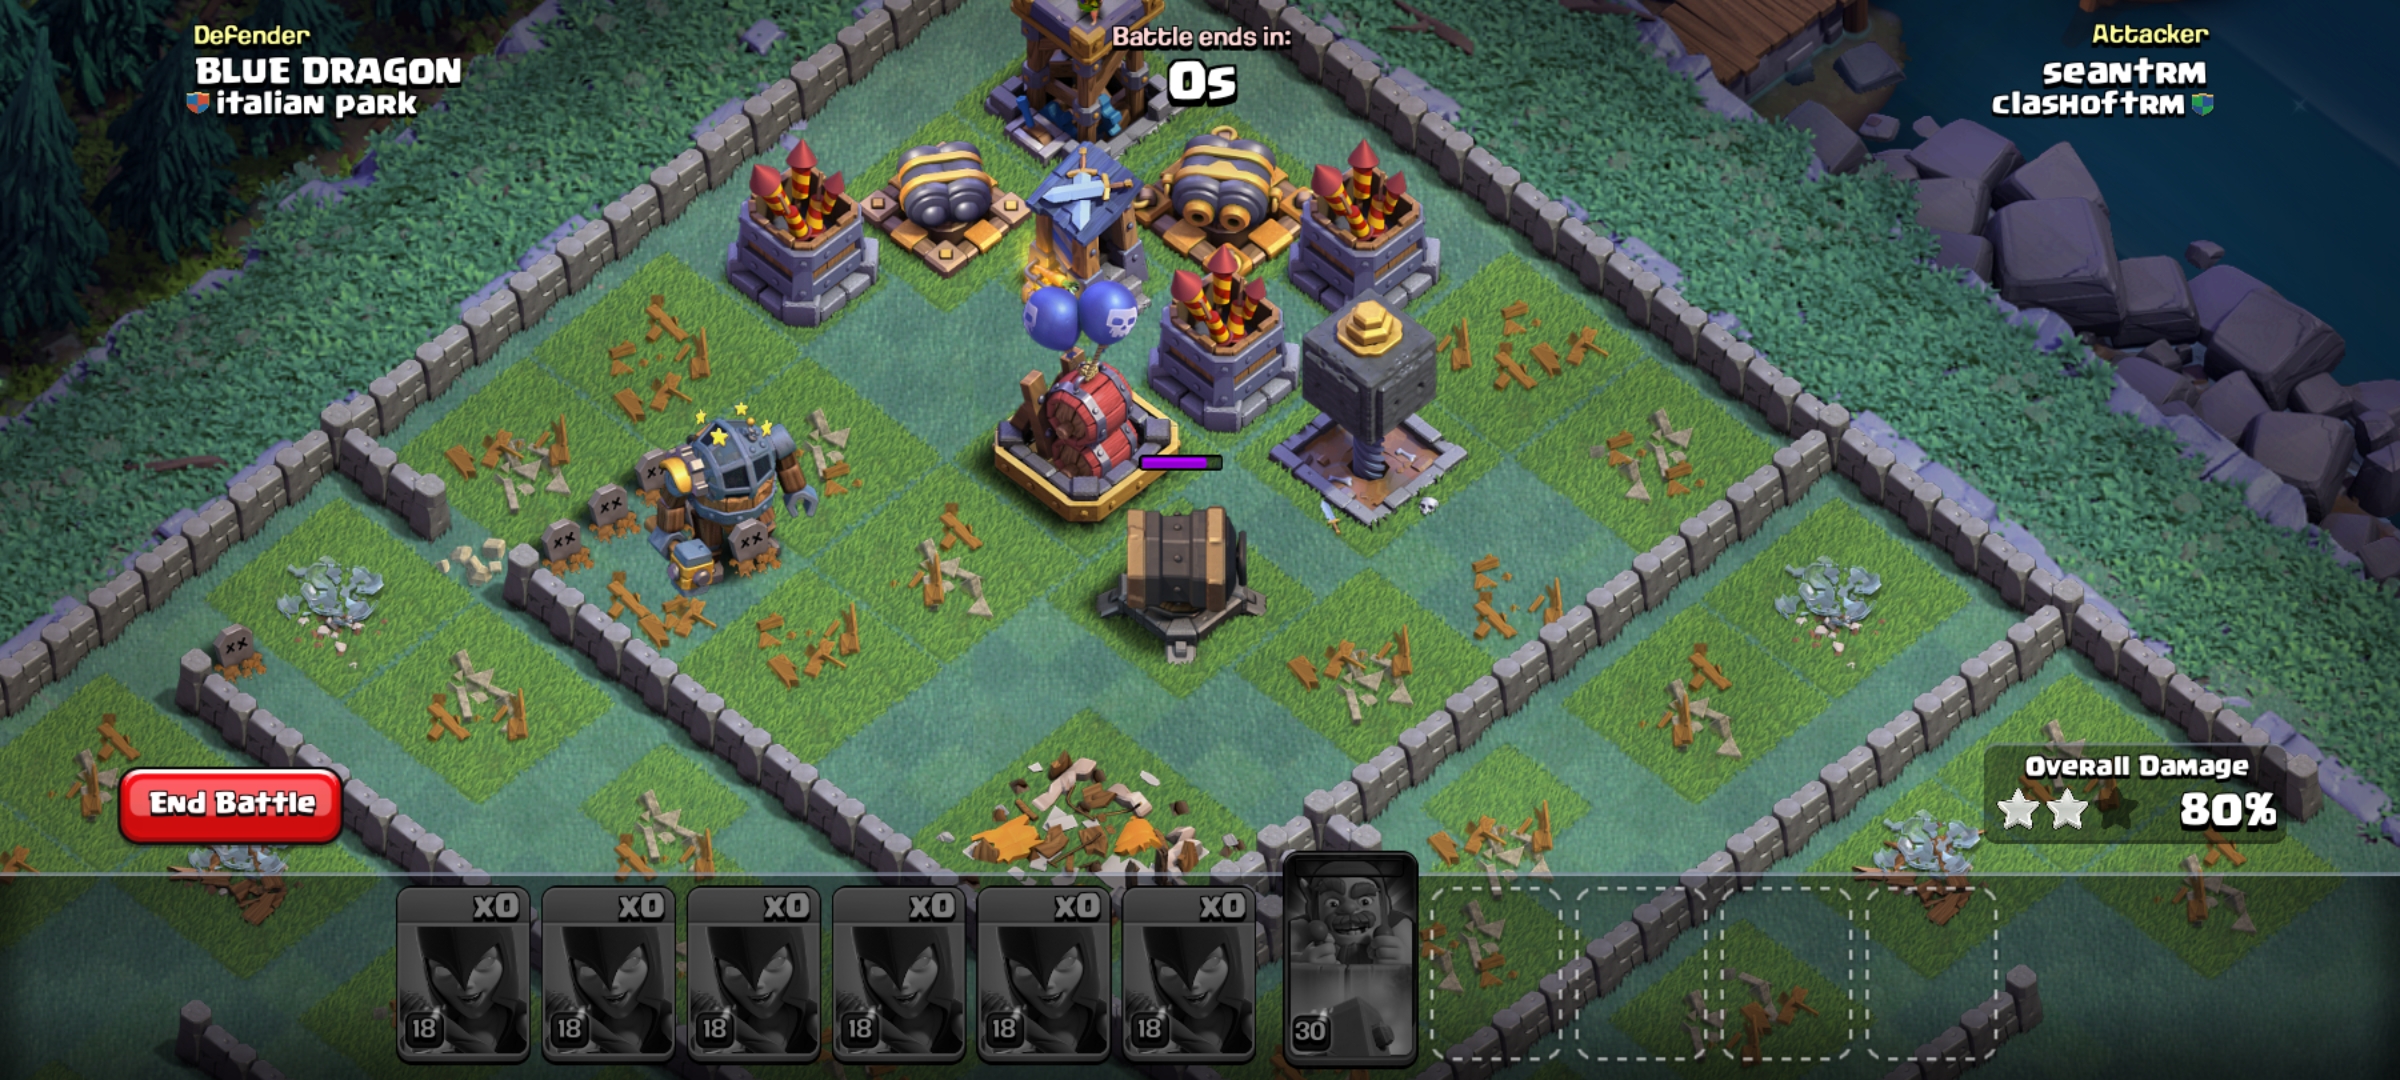 Defender
BLUE DRAGON
italian park
Battle ends in:
0s
Attacker
seantrm
clashoftrm
End Battle
Overall Damage
80%
x0
x0
x0
x0
x0
x0
18
18
18
18
18
18
30